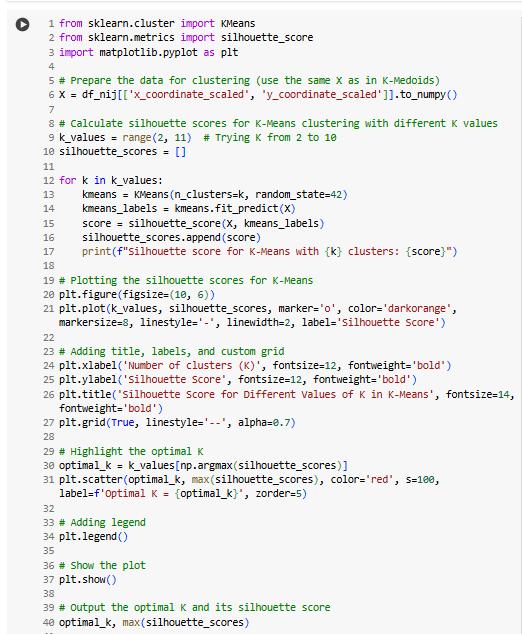 1 from sklearn.cluster import KMeans
2 from sklearn.metrics import silhouette_score
3 import matplotlib.pyplot as plt
4
5 # Prepare the data for clustering (use the same X as in K-Medoids)
6 X = df_nij[['x_coordinate_scaled', 'y_coordinate_scaled']].to_numpy()
7
8 # Calculate silhouette scores for K-Means clustering with different K values
9 k_values = range(2, 11)  # Trying K from 2 to 10
10 silhouette_scores = []
11
12 for k in k_values:
13     kmeans = KMeans(n_clusters=k, random_state=42)
14     kmeans_labels = kmeans.fit_predict(X)
15     score = silhouette_score(X, kmeans_labels)
16     silhouette_scores.append(score)
17     print(f"Silhouette score for K-Means with {k} clusters: {score}")
18
19 # Plotting the silhouette scores for K-Means
20 plt.figure(figsize=(10, 6))
21 plt.plot(k_values, silhouette_scores, marker='o', color='darkorange',
markersize=8, linestyle='-', linewidth=2, label='Silhouette Score')
22
23 # Adding title, labels, and custom grid
24 plt.xlabel('Number of clusters (K)', fontsize=12, fontweight='bold')
25 plt.ylabel('Silhouette Score', fontsize=12, fontweight='bold')
26 plt.title('Silhouette Score for Different Values of K in K-Means', fontsize=14,
fontweight='bold')
27 plt.grid(True, linestyle='--', alpha=0.7)
28
29 # Highlight the optimal K
30 optimal_k = k_values[np.argmax(silhouette_scores)]
31 plt.scatter(optimal_k, max(silhouette_scores), color='red', s=100,
label=f'Optimal K = {optimal_k}', zorder=5)
32
33 # Adding legend
34 plt.legend()
35
36 # Show the plot
37 plt.show()
38
39 # Output the optimal K and its silhouette score
40 optimal_k, max(silhouette_scores)